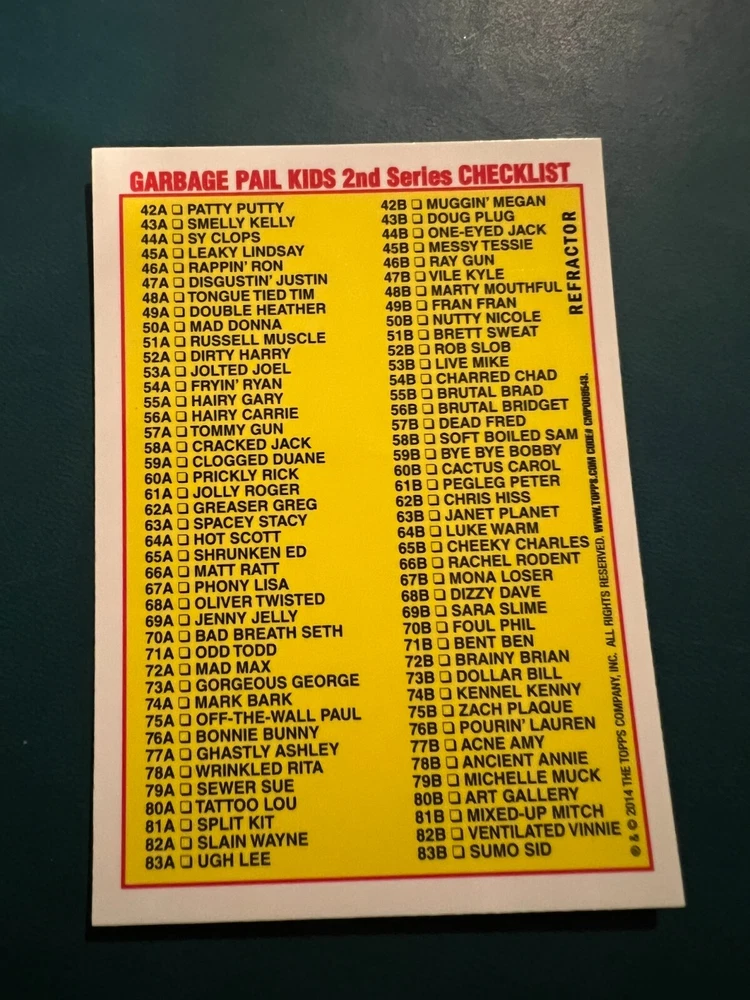 GARBAGE PAIL KIDS 2nd Series CHECKLIST
42A ❏ PATTY PUTTY
43A ❏ SMELLY KELLY
44A ❏ SY CLOPS
45A ❏ LEAKY LINDSAY
46A ❏ RAPPIN' RON
47A ❏ DISGUSTIN' JUSTIN
48A ❏ TONGUE TIED TIM
49A ❏ DOUBLE HEATHER
50A ❏ MAD DONNA
51A ❏ RUSSELL MUSCLE
52A ❏ DIRTY HARRY
53A ❏ JOLTED JOEL
54A ❏ FRYIN' RYAN
55A ❏ HAIRY GARY
56A ❏ HAIRY CARRIE
57A ❏ TOMMY GUN
58A ❏ CRACKED JACK
59A ❏ CLOGGED DUANE
60A ❏ PRICKLY RICK
61A ❏ JOLLY ROGER
62A ❏ GREASER GREG
63A ❏ SPACEY STACY
64A ❏ HOT SCOTT
65A ❏ SHRUNKEN ED
66A ❏ MATT RATT
67A ❏ PHONY LISA
68A ❏ OLIVER TWISTED
69A ❏ JENNY JELLY
70A ❏ BAD BREATH SETH
71A ❏ ODD TODD
72A ❏ MAD MAX
73A ❏ GORGEOUS GEORGE
74A ❏ MARK BARK
75A ❏ OFF-THE-WALL PAUL
76A ❏ BONNIE BUNNY
77A ❏ GHASTLY ASHLEY
78A ❏ WRINKLED RITA
79A ❏ SEWER SUE
80A ❏ TATTOO LOU
81A ❏ SPLIT KIT
82A ❏ SLAIN WAYNE
83A ❏ UGH LEE
42B ❏ MUGGIN' MEGAN
43B ❏ DOUG PLUG
44B ❏ ONE-EYED JACK
45B ❏ MESSY TESSIE
46B ❏ RAY GUN
47B ❏ VILE KYLE
48B ❏ MARTY MOUTHFUL
49B ❏ FRAN FRAN
50B ❏ NUTTY NICOLE
51B ❏ BRETT SWEAT
52B ❏ ROB SLOB
53B ❏ LIVE MIKE
54B ❏ CHARRED CHAD
55B ❏ BRUTAL BRAD
56B ❏ BRUTAL BRIDGET
57B ❏ DEAD FRED
58B ❏ SOFT BOILED SAM
59B ❏ BYE BYE BOBBY
60B ❏ CACTUS CAROL
61B ❏ PEGLEG PETER
62B ❏ CHRIS HISS
63B ❏ JANET PLANET
64B ❏ LUKE WARM
65B ❏ CHEEKY CHARLES
66B ❏ RACHEL RODENT
67B ❏ MONA LOSER
68B ❏ DIZZY DAVE
69B ❏ SARA SLIME
70B ❏ FOUL PHIL
71B ❏ BENT BEN
72B ❏ BRAINY BRIAN
73B ❏ DOLLAR BILL
74B ❏ KENNEL KENNY
75B ❏ ZACH PLAQUE
76B ❏ POURIN' LAUREN
77B ❏ ACNE AMY
78B ❏ ANCIENT ANNIE
79B ❏ MICHELLE MUCK
80B ❏ ART GALLERY
81B ❏ MIXED-UP MITCH
82B ❏ VENTILATED VINNIE
83B ❏ SUMO SID
REFRACTOR
® & © 2014 THE TOPPS COMPANY, INC. ALL RIGHTS RESERVED. WWW.TOPPS.COM CODE# CMP009543.